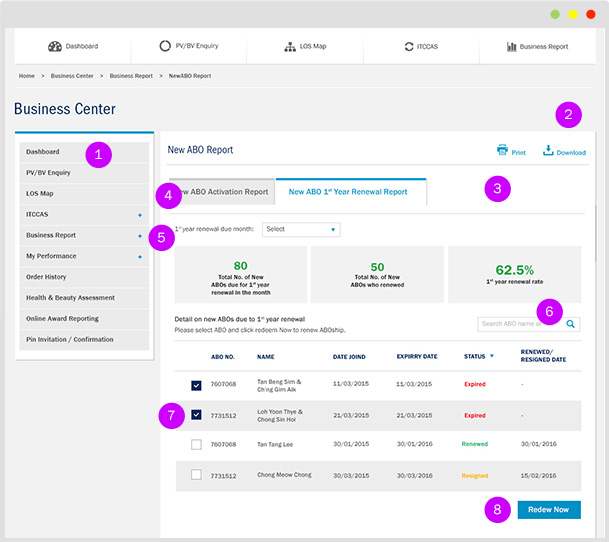 Dashboard
PV/BV Enquiry
LOS Map
ITCCAS
Business Report
Home > Business Center > Business Report > NewABO Report
Business Center
2
1
Dashboard
PV/BV Enquiry
LOS Map
ITCCAS +
Business Report +
My Performance +
Order History
Health & Beauty Assessment
Online Award Reporting
Pin Invitation / Confirmation
New ABO Report
Print
Download
3
4
ew ABO Activation Report
New ABO 1st Year Renewal Report
5
1st year renewal due month:
Select
80
Total No. of New
ABOs due for 1st year
renewal in the month
50
Total No. of New
ABOs who renewed
62.5%
1st year renewal rate
6
Detail on new ABOs due to 1st year renewal
Please select ABO and click redeem Now to renew ABOship.
Search ABO name or
ABO NO. NAME DATE JOIND EXPIRRY DATE STATUS RENEWED/
RESIGNED DATE
7607068 Tan Beng Sim &
Ch'ng Gim Aik 11/03/2015 11/03/2015 Expired -
7
7731512 Loh Yoon Thye &
Chong Sin Hoi 21/03/2015 21/03/2015 Expired -
7607068 Tan Tang Lee 30/01/2015 30/01/2016 Renewed 30/01/2016
7731512 Chong Meow Chong 30/03/2015 30/03/2016 Resigned 15/02/2016
8
Redew Now